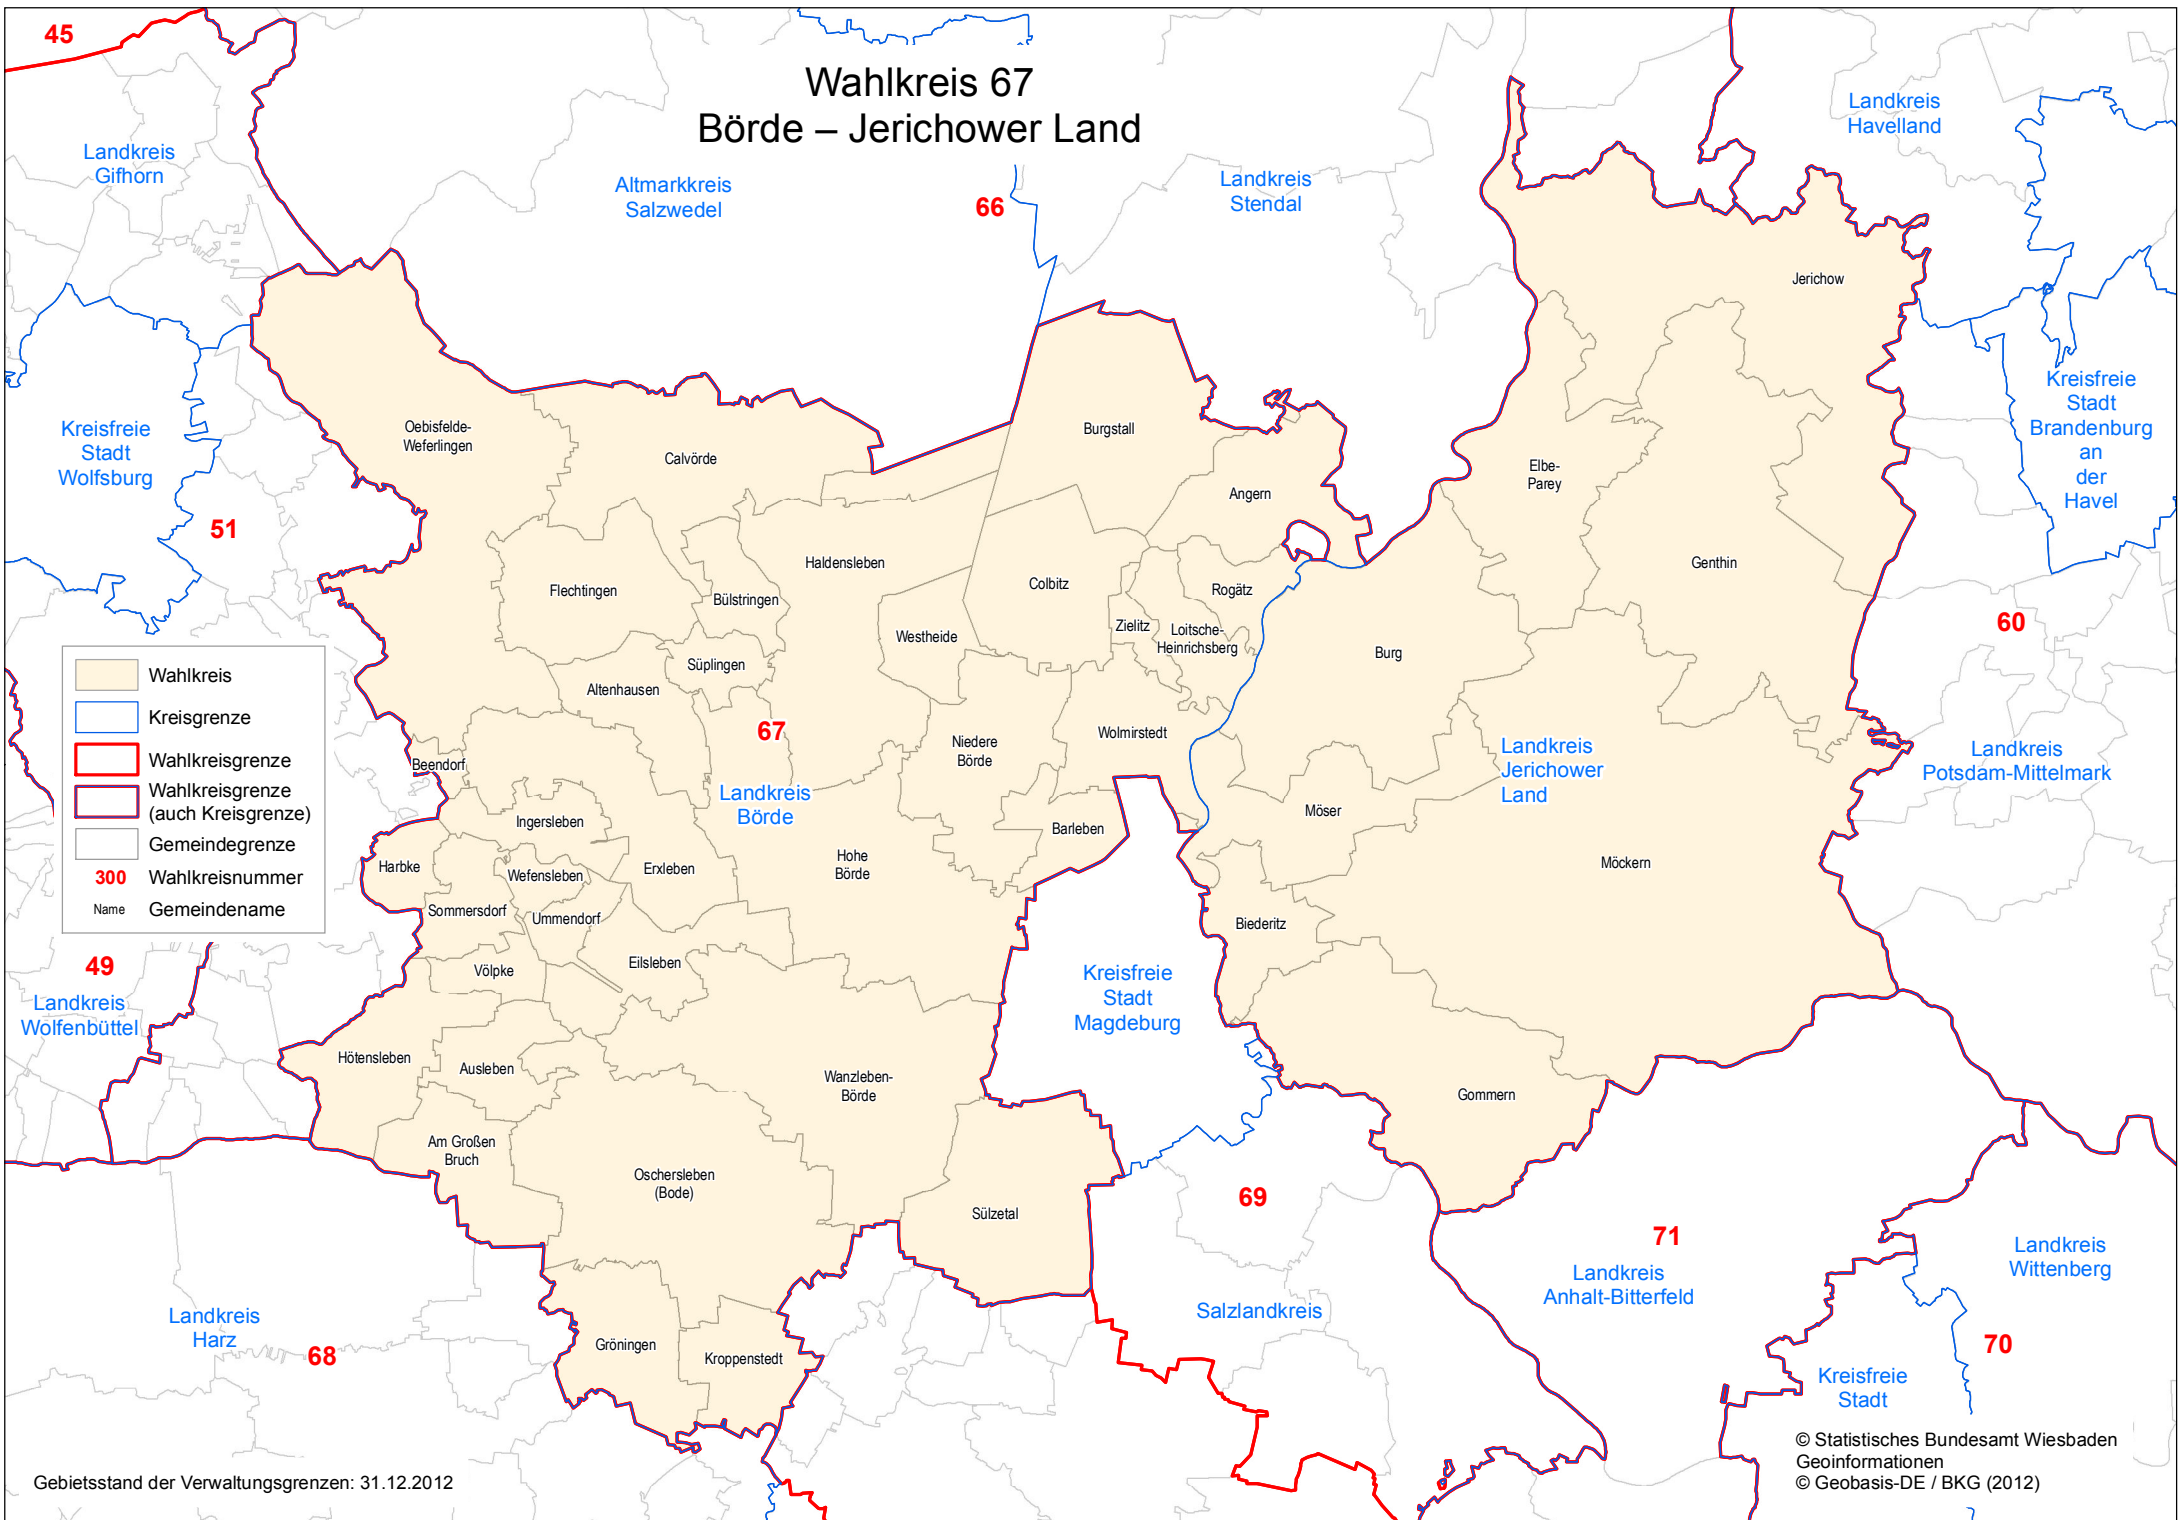 Wahlkreis 67
Börde – Jerichower Land
45
Landkreis
Gifhorn
Altmarkkreis
Salzwedel
66
Landkreis
Stendal
Landkreis
Havelland
Jerichow
Kreisfreie
Stadt
Wolfsburg
51
Oebisfelde-
Weferlingen
Calvörde
Burgstall
Angern
Elbe-
Parey
Genthin
Kreisfreie
Stadt
Brandenburg
an
der
Havel
Flechtingen
Bülstringen
Haldensleben
Colbitz
Rogätz
Zielitz
Loitsche-
Heinrichsberg
Westheide
Süplingen
Altenhausen
Burg
60
67
Landkreis
Börde
Niedere
Börde
Wolmirstedt
Landkreis
Jerichower
Land
Landkreis
Potsdam-Mittelmark
Beendorf
Ingersleben
Barleben
Möser
Möckern
Harbke
Wefensleben
Erxleben
Hohe
Börde
Sommersdorf
Ummendorf
Biederitz
Völpke
Eilsleben
Wahlkreis
Kreisgrenze
Wahlkreisgrenze
Wahlkreisgrenze
(auch Kreisgrenze)
Gemeindegrenze
300 Wahlkreisnummer
Name Gemeindename
49
Landkreis
Wolfenbüttel
Kreisfreie
Stadt
Magdeburg
Hötensleben
Ausleben
Wanzleben-
Börde
Gommern
Am Großen
Bruch
Oschersleben
(Bode)
Sülzetal
69
71
Landkreis
Anhalt-Bitterfeld
Landkreis
Wittenberg
Landkreis
Harz
68
Gröningen
Kroppenstedt
Salzlandkreis
70
Kreisfreie
Stadt
Gebietsstand der Verwaltungsgrenzen: 31.12.2012
© Statistisches Bundesamt Wiesbaden
Geoinformationen
© Geobasis-DE / BKG (2012)